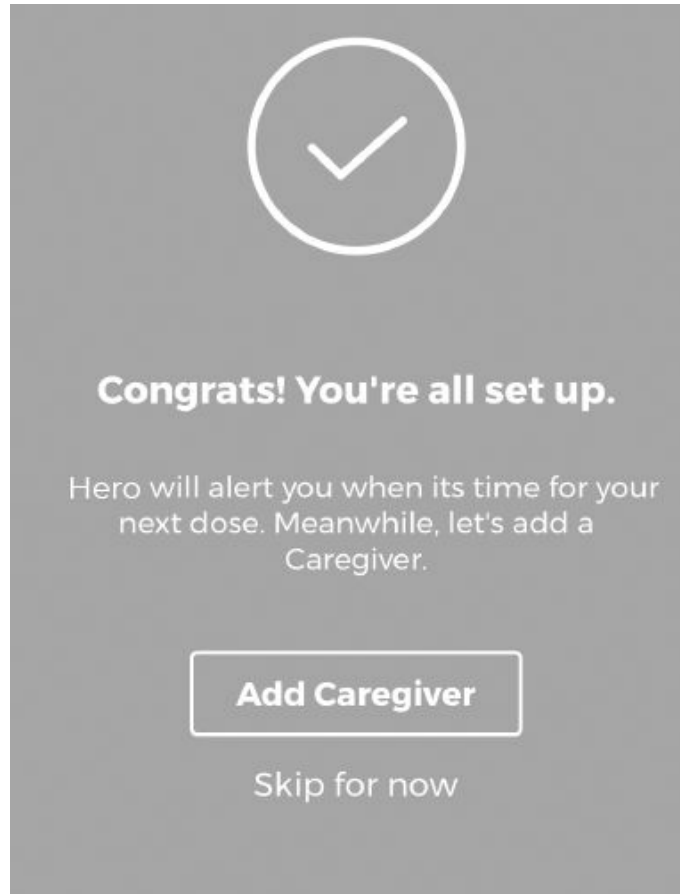 Congrats! You're all set up.
Hero will alert you when its time for your
next dose. Meanwhile, let's add a
Caregiver.
Add Caregiver
Skip for now